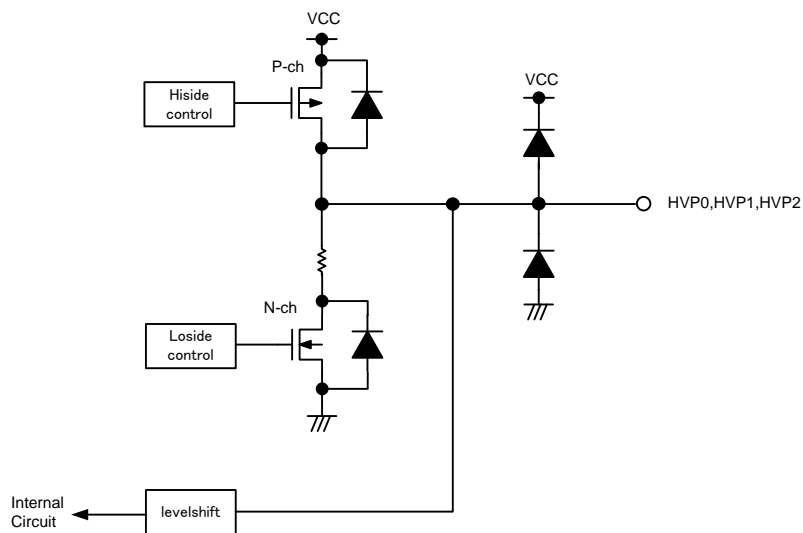 VCC
P-ch
Hiside
control
VCC
HVP0,HVP1,HVP2
N-ch
Loside
control
Internal
Circuit
levelshift